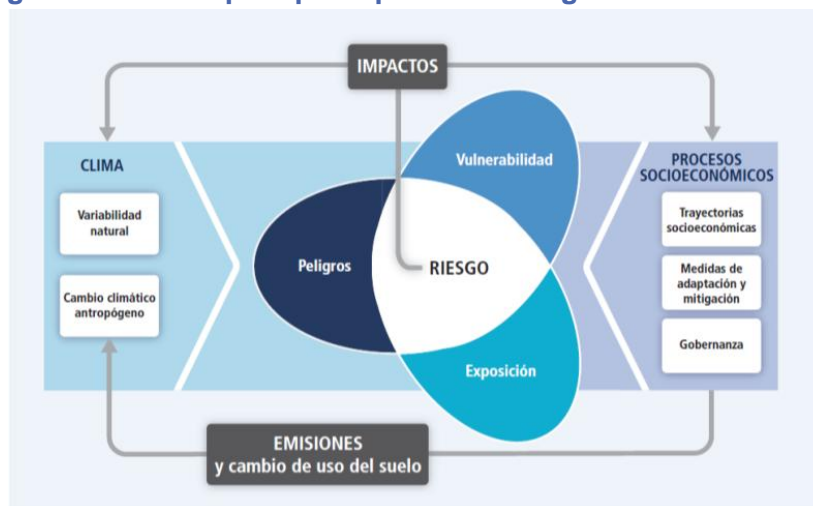 IMPACTOS
CLIMA
Variabilidad
natural
Cambio climático
antropógeno
Vulnerabilidad
Peligros
RIESGO
Exposición
PROCESOS
SOCIOECONÓMICOS
Trayectorias
socioeconómicas
Medidas de
adaptación y
mitigación
Gobernanza
EMISIONES
y cambio de uso del suelo